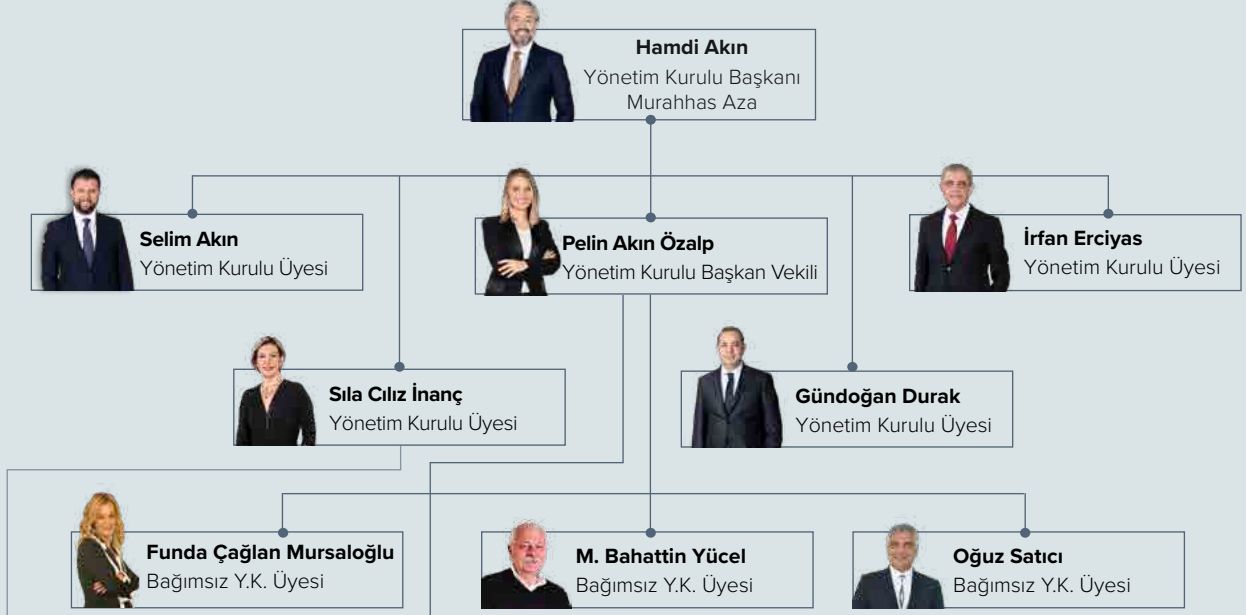 Hamdi Akın
Yönetim Kurulu Başkanı
Murahhas Aza
Selim Akın
Yönetim Kurulu Üyesi
Pelin Akın Özalp
Yönetim Kurulu Başkan Vekili
İrfan Erciyas
Yönetim Kurulu Üyesi
Sıla Cılız İnanç
Yönetim Kurulu Üyesi
Gündoğan Durak
Yönetim Kurulu Üyesi
Funda Çağlan Mursaloğlu
Bağımsız Y.K. Üyesi
M. Bahattin Yücel
Bağımsız Y.K. Üyesi
Oğuz Satıcı
Bağımsız Y.K. Üyesi